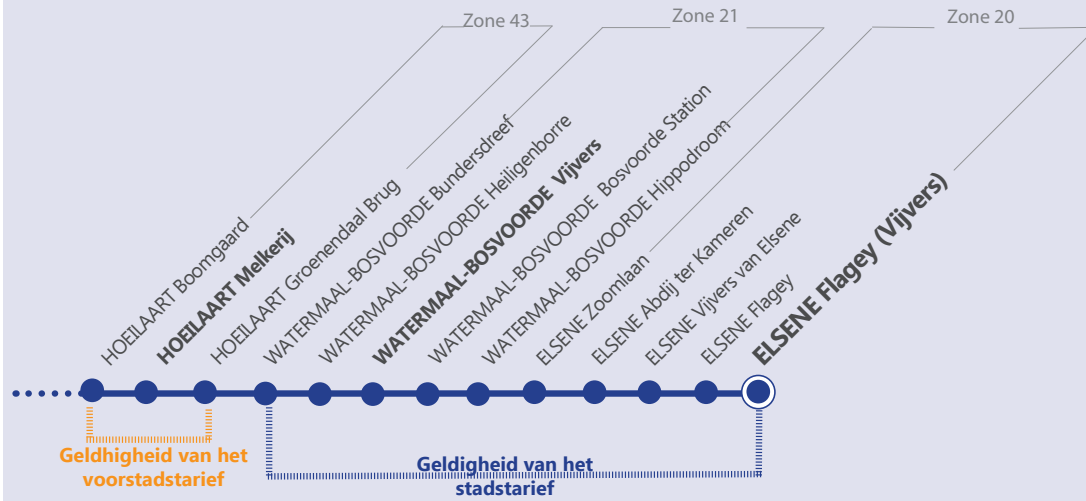 Zone 43
Zone 21
Zone 20
HOEILAART Boomgaard
HOEILAART Melkerij
HOEILAART Groenendaal Brug
WATERMAAL-BOSVOORDE Bundersdreef
WATERMAAL-BOSVOORDE Heiligenborre
WATERMAAL-BOSVOORDE Vijvers
WATERMAAL-BOSVOORDE Bosvoorde Station
WATERMAAL-BOSVOORDE Hippodroom
ELSENE Zoomlaan
ELSENE Abdij ter Kameren
ELSENE Vijvers van Elsene
ELSENE Flagey
ELSENE Flagey (Vijvers)
Geldhigheid van het
voorstadstarief
Geldigheid van het
stadstarief